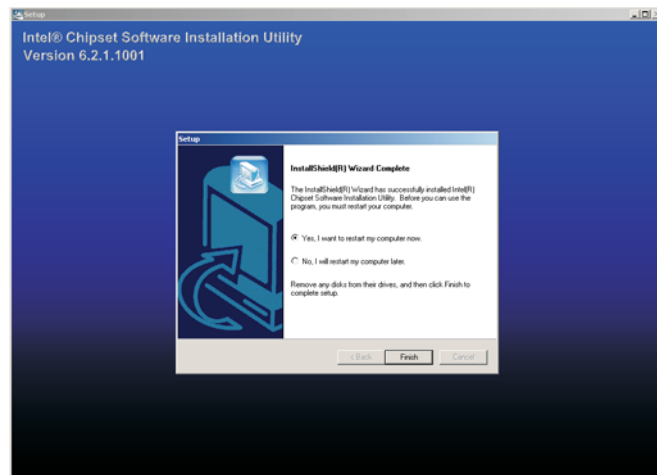 Setup
Intel® Chipset Software Installation Utility
Version 6.2.1.1001
Setup
InstallShield(R) Wizard Complete
The InstallShield(R) Wizard has successfully installed Intel(R)
Chipset Software Installation Utility. Before you can use the
program, you must restart your computer.
Yes, I want to restart my computer now.
No, I will restart my computer later.
Remove any disks from their drives, and then click Finish to
complete setup.
< Back
Finish
Cancel